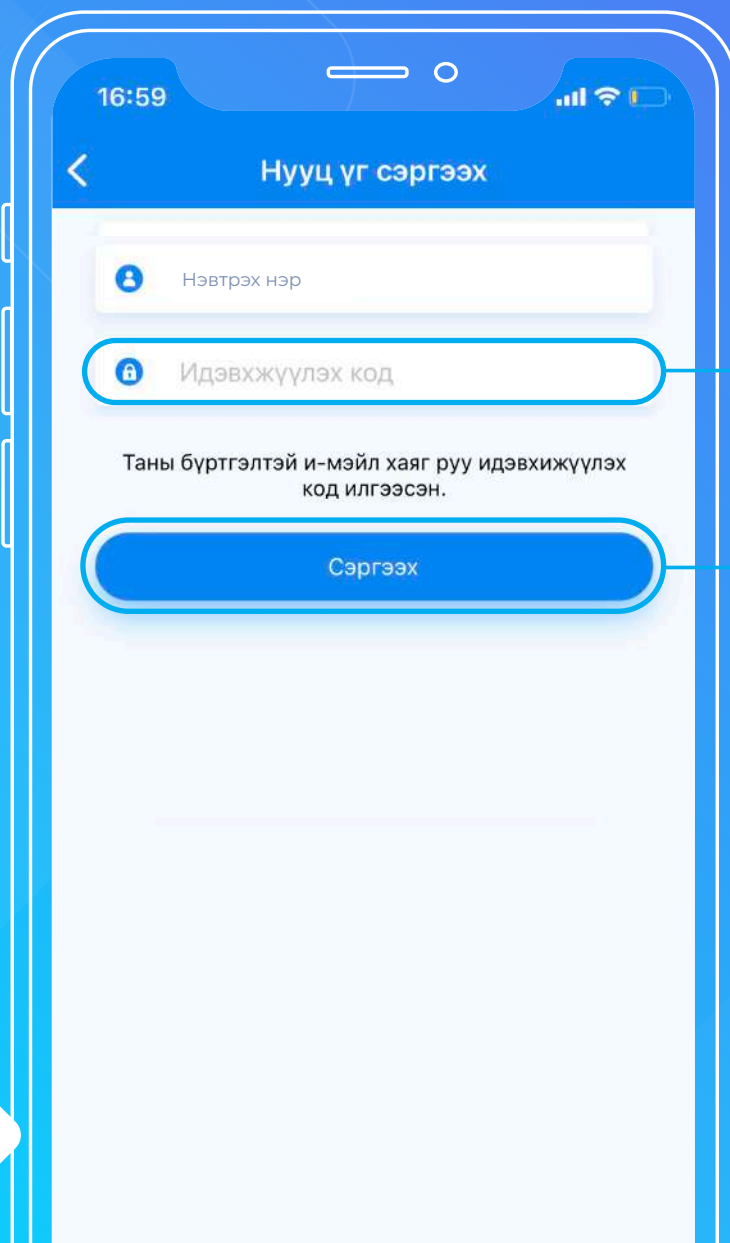 16:59
Нууц үг сэргээх
Нэвтрэх нэр
Идэвхжүүлэх код
Таны бүртгэлтэй и-мэйл хаяг руу идэвхижүүлэх
код илгээсэн.
Сэргээх